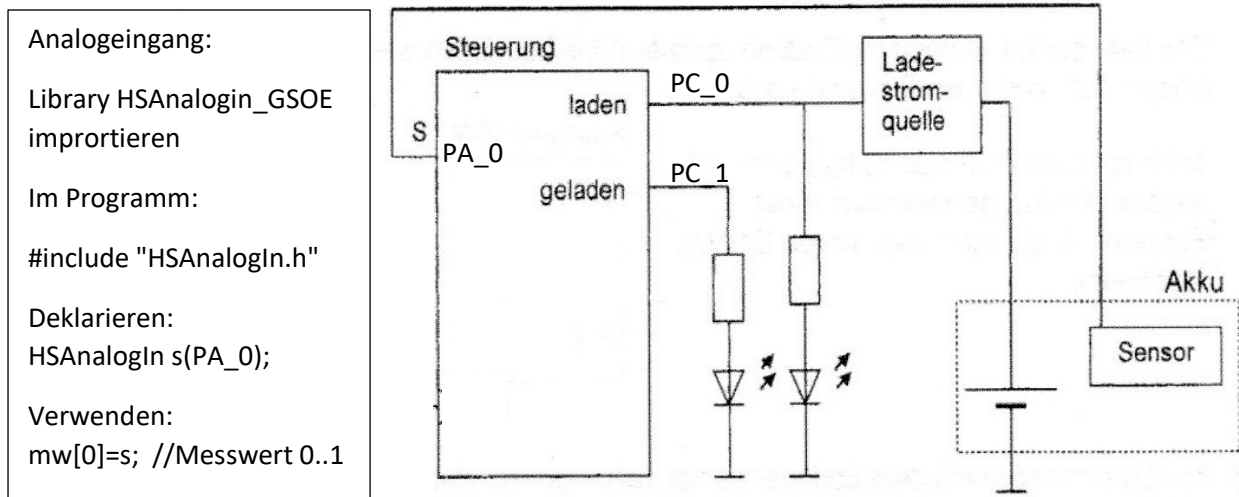 Analogeingang:
Library HSAnalogin_GSOE
imprortieren
Im Programm:
#include "HSAnalogIn.h"
Deklarieren:
HSAnalogIn s(PA_0);
Verwenden:
mw[0]=s; //Messwert 0..1
Steuerung
laden
PC_0
Lade-
strom-
quelle
S
PA_0
geladen
PC_1
Akku
Sensor